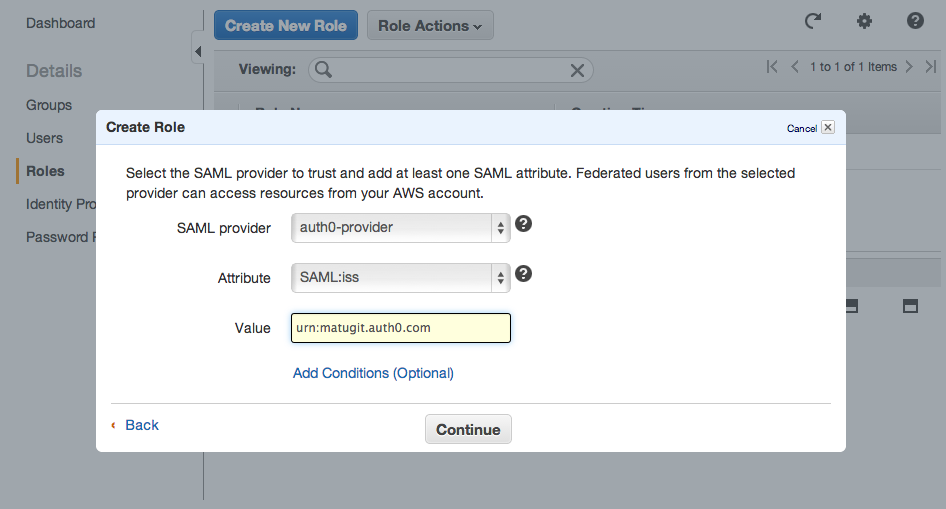 Dashboard
Create New Role
Role Actions
Details
Viewing:
1 to 1 of 1 Items
Groups
Users
Roles
Identity Pro
Password
Create Role
Cancel
Select the SAML provider to trust and add at least one SAML attribute. Federated users from the selected
provider can access resources from your AWS account.
SAML provider
auth0-provider
Attribute
SAML:iss
Value
urn:matugit.auth0.com
Add Conditions (Optional)
Back
Continue